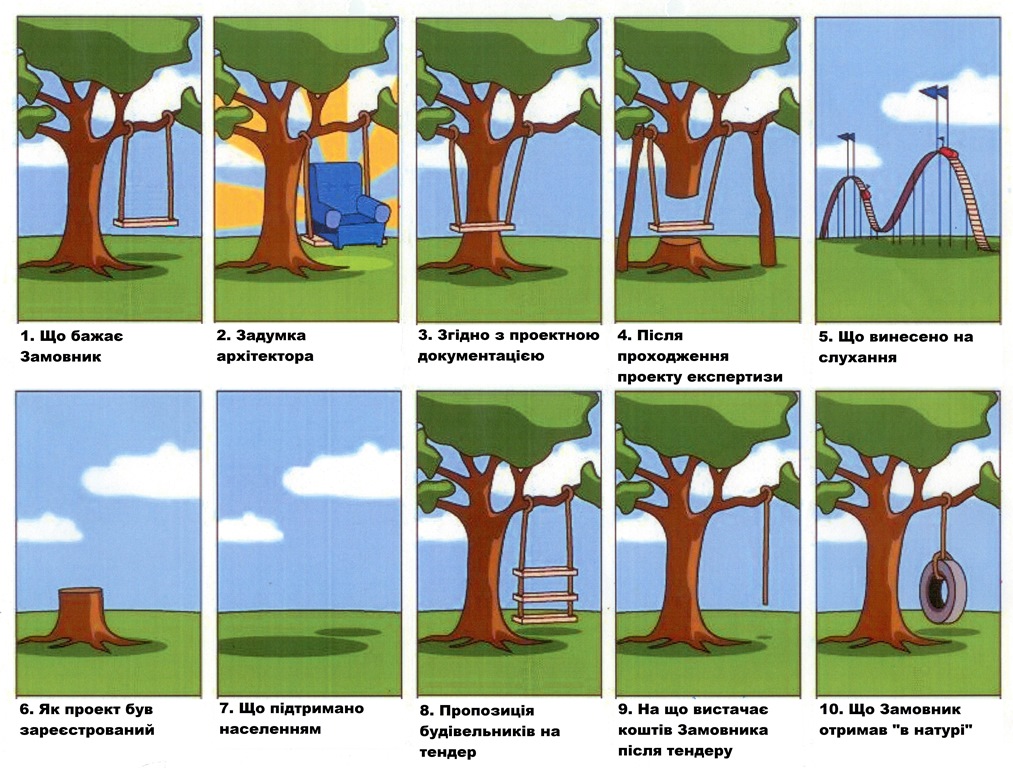 1. Що бажає
Замовник
2. Задумка
архітектора
3. Згідно з проектною
документацією
4. Після
проходження
проекту експертизи
5. Що винесено на
слухання
6. Як проект був
зареєстрований
7. Що підтримано
населенням
8. Пропозиція
будівельників на
тендер
9. На що вистачає
коштів Замовника
після тендеру
10. Що Замовник
отримав "в натурі"